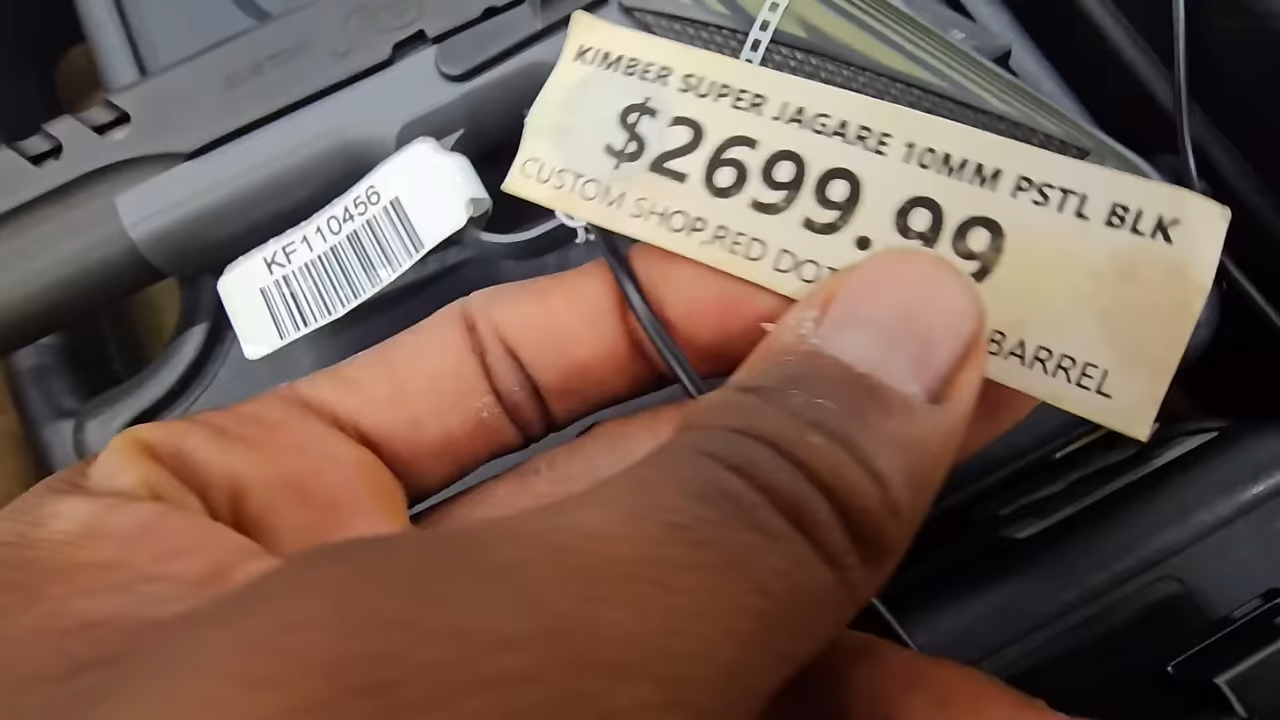 KIMBER SUPER JAGARE 10MM PSTL BLK
$2699.99
CUSTOM SHOP,RED DOT
BARREL
KF110456